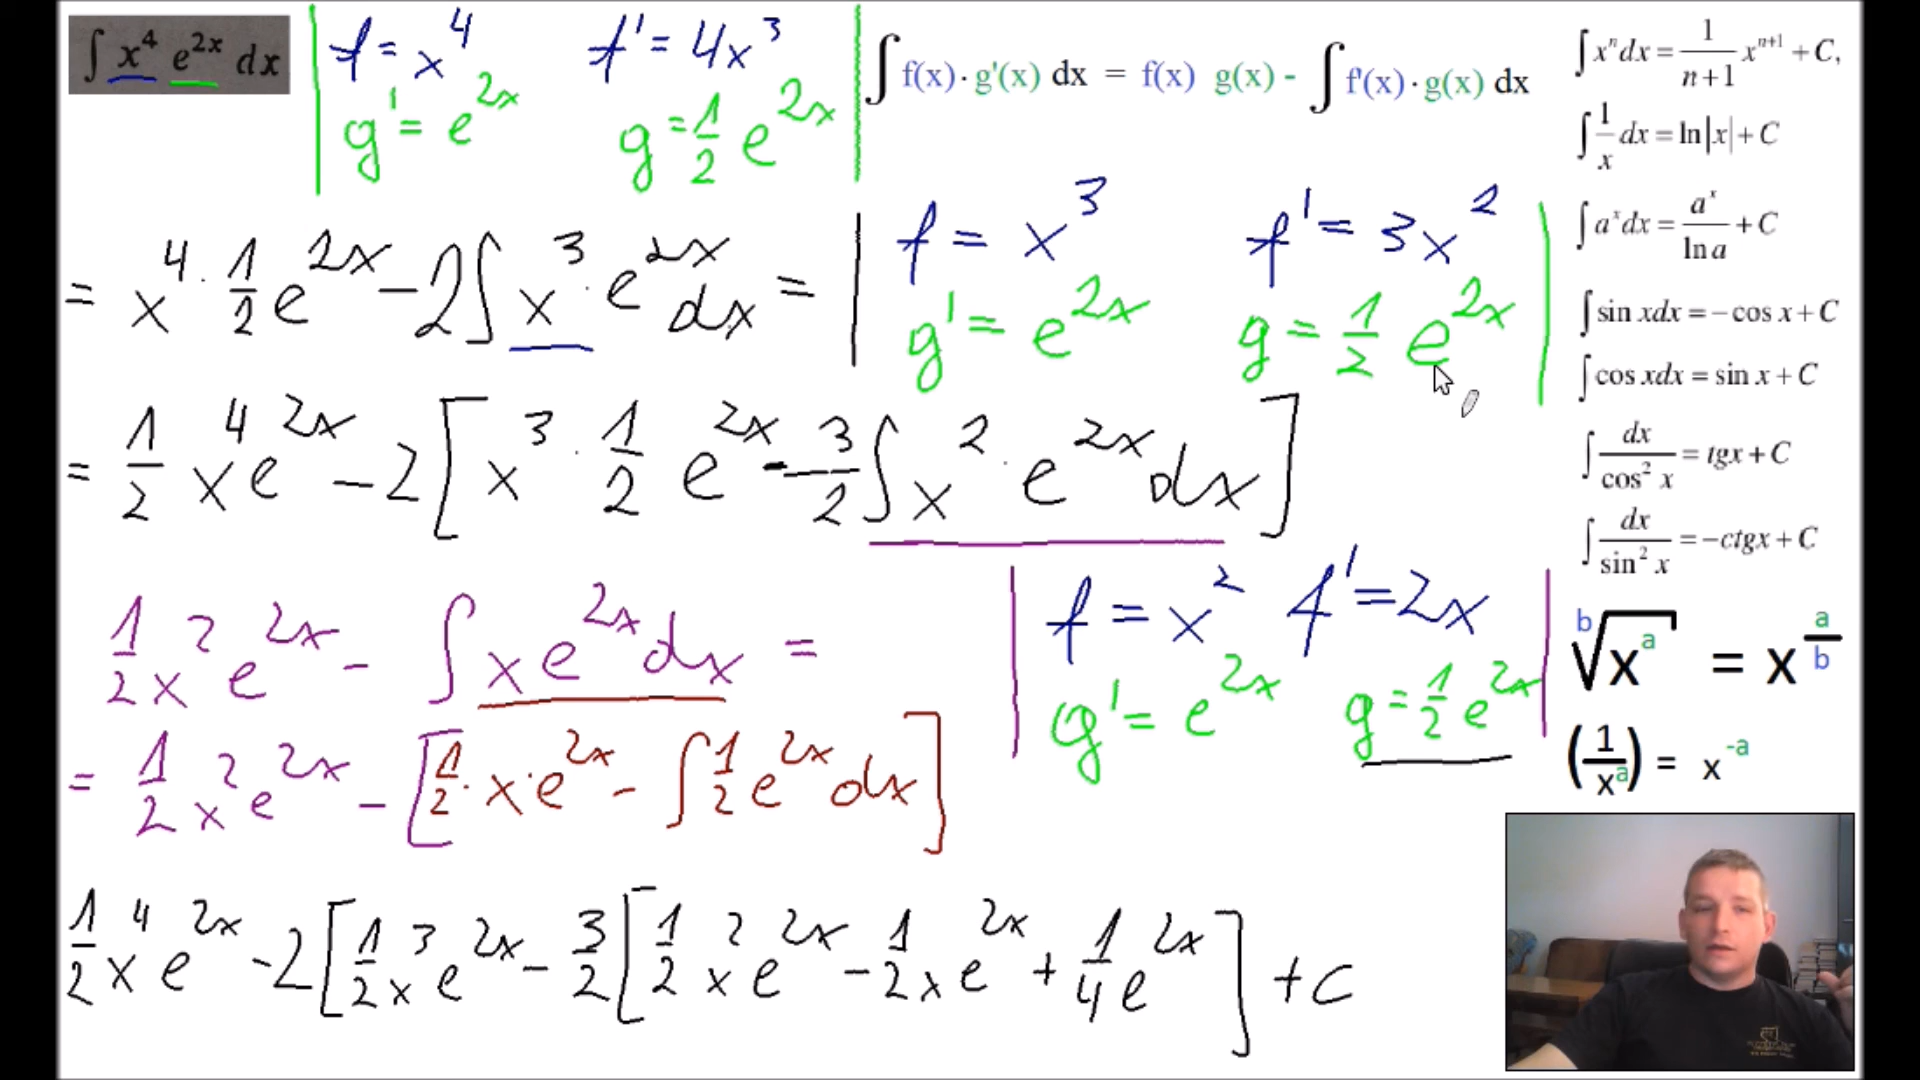 ∫ x⁴ e²ˣ dx | f = x⁴ f' = 4x³
g' = e²ˣ g = 1/2 e²ˣ |
∫ f(x)·g'(x) dx = f(x) g(x) - ∫ f'(x)·g(x) dx
= x⁴ · 1/2 e²ˣ - 2∫ x³ · e²ˣ dx = | f = x³ f' = 3x²
g' = e²ˣ g = 1/2 e²ˣ |
= 1/2 x⁴ e²ˣ - 2[x³ · 1/2 e²ˣ - 3/2 ∫ x² · e²ˣ dx]
1/2 x² e²ˣ - ∫ x e²ˣ dx = | f = x² f' = 2x
g' = e²ˣ g = 1/2 e²ˣ |
= 1/2 x² e²ˣ - [1/2 · x · e²ˣ - ∫ 1/2 e²ˣ dx]
1/2 x⁴ e²ˣ - 2[1/2 x³ e²ˣ - 3/2 [1/2 x² e²ˣ - 1/2 x e²ˣ + 1/4 e²ˣ] + C
∫ xⁿ dx = 1/(n+1) xⁿ⁺¹ + C,
∫ 1/x dx = ln|x| + C
∫ aˣ dx = aˣ/ln a + C
∫ sin xdx = -cos x + C
∫ cos xdx = sin x + C
∫ dx/cos² x = tgx + C
∫ dx/sin² x = -ctgx + C
ᵇ√xᵃ = x^(a/b)
(1/xᵃ) = x⁻ᵃ